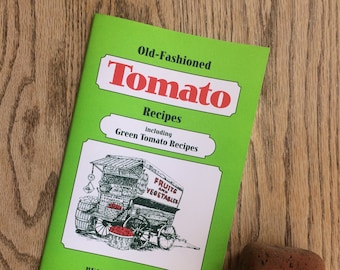 Old-Fashioned
Tomato
Recipes
including
Green Tomato Recipes
FRUITS
AND
VEGETABLES